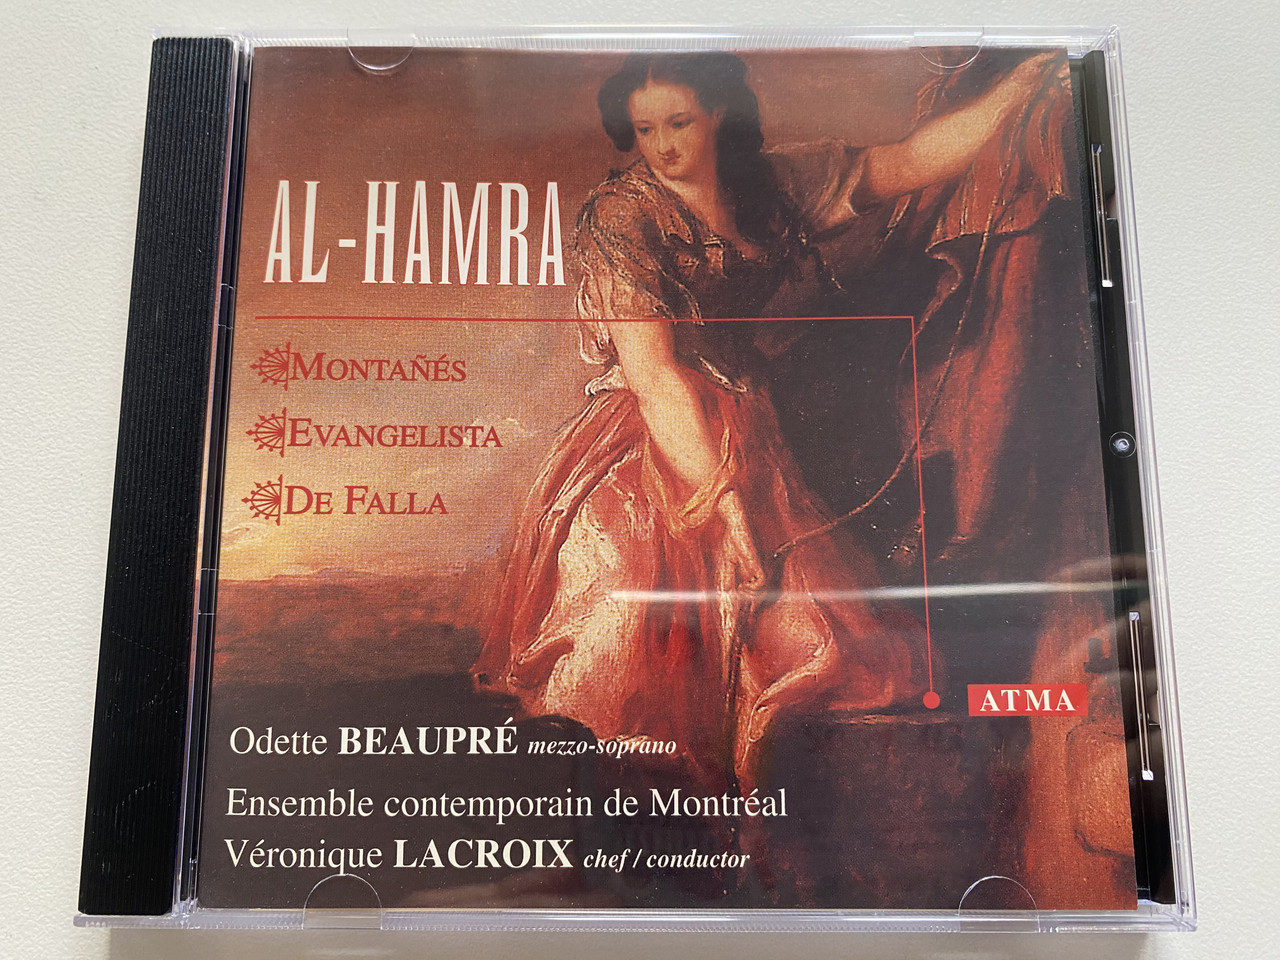 AL-HAMRA
MONTAÑÉS
EVANGELISTA
DE FALLA
ATMA
Odette BEAUPRÉ mezzo-soprano
Ensemble contemporain de Montréal
Véronique LACROIX chef / conductor